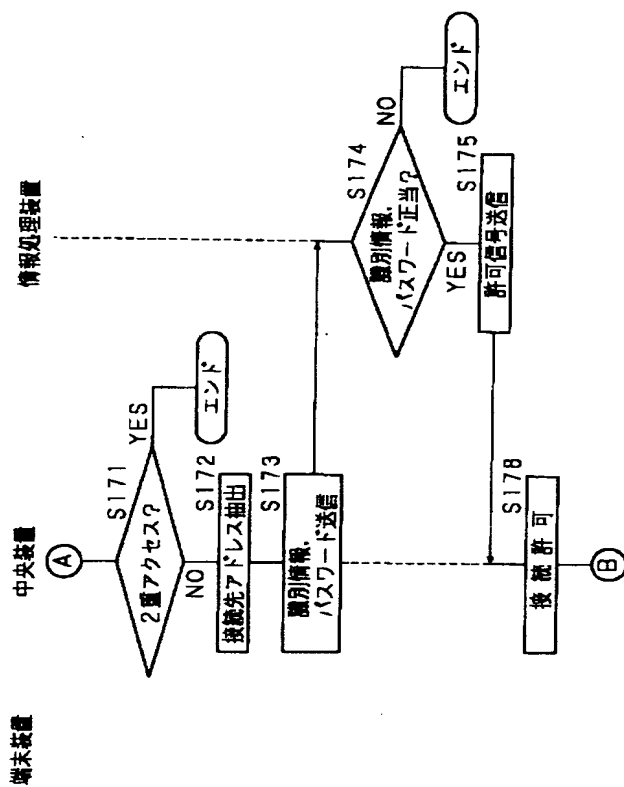 端末装置
中央装置
情報処理装置
A
S171
2重アクセス?
YES
エンド
NO
S172
接続先アドレス抽出
S173
識別情報,
パスワード送信
S174
識別情報,
パスワード正当?
NO
エンド
YES
S175
許可信号送信
S178
接続許可
B